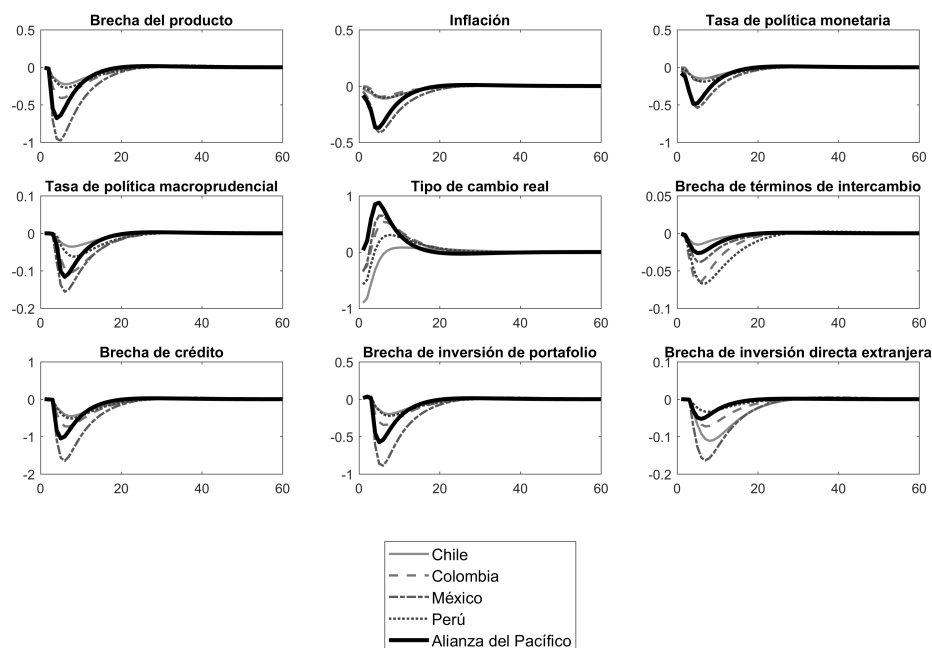 Brecha del producto
0.5
0
-0.5
-1
0 20 40 60
Inflación
0.5
0
-0.5
0 20 40 60
Tasa de política monetaria
0.5
0
-0.5
-1
0 20 40 60
Tasa de política macroprudencial
0.1
0
-0.1
-0.2
0 20 40 60
Tipo de cambio real
1
0
-1
0 20 40 60
Brecha de términos de intercambio
0.05
0
-0.05
-0.1
0 20 40 60
Brecha de crédito
1
0
-1
-2
0 20 40 60
Brecha de inversión de portafolio
0.5
0
-0.5
-1
0 20 40 60
Brecha de inversión directa extranjera
0.1
0
-0.1
-0.2
0 20 40 60
Chile
Colombia
México
Perú
Alianza del Pacífico